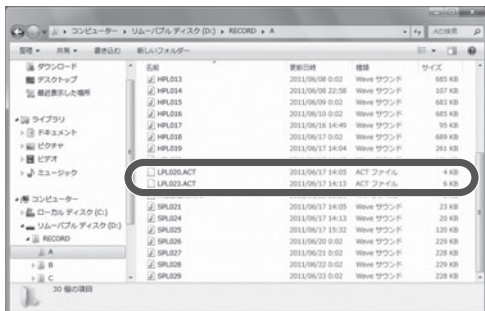 コンピューター ▸ リムーバブル ディスク (D:) ▸ RECORD ▸ A
Aの検索
整理 ▾ 共有 ▾ 書き込む 新しいフォルダー
ダウンロード
デスクトップ
最近表示した場所
ライブラリ
ドキュメント
ピクチャ
ビデオ
ミュージック
コンピューター
ローカル ディスク (C:)
リムーバブル ディスク (D:)
RECORD
A
B
C
名前 更新日時 種類 サイズ
HPL013 2011/06/08 0:02 Wave サウンド 685 KB
HPL014 2011/06/08 22:58 Wave サウンド 107 KB
HPL015 2011/06/09 0:02 Wave サウンド 683 KB
HPL016 2011/06/10 0:02 Wave サウンド 685 KB
HPL017 2011/06/16 14:49 Wave サウンド 95 KB
HPL018 2011/06/17 0:02 Wave サウンド 689 KB
HPL019 2011/06/17 14:04 Wave サウンド 261 KB
LPL020.ACT 2011/06/17 14:05 ACT ファイル 4 KB
LPL023.ACT 2011/06/17 14:13 ACT ファイル 6 KB
SPL021 2011/06/17 14:05 Wave サウンド 23 KB
SPL024 2011/06/17 14:13 Wave サウンド 20 KB
SPL025 2011/06/17 15:32 Wave サウンド 120 KB
SPL026 2011/06/20 0:02 Wave サウンド 229 KB
SPL027 2011/06/21 0:02 Wave サウンド 228 KB
SPL028 2011/06/22 0:02 Wave サウンド 229 KB
SPL029 2011/06/23 0:02 Wave サウンド 228 KB
30 個の項目